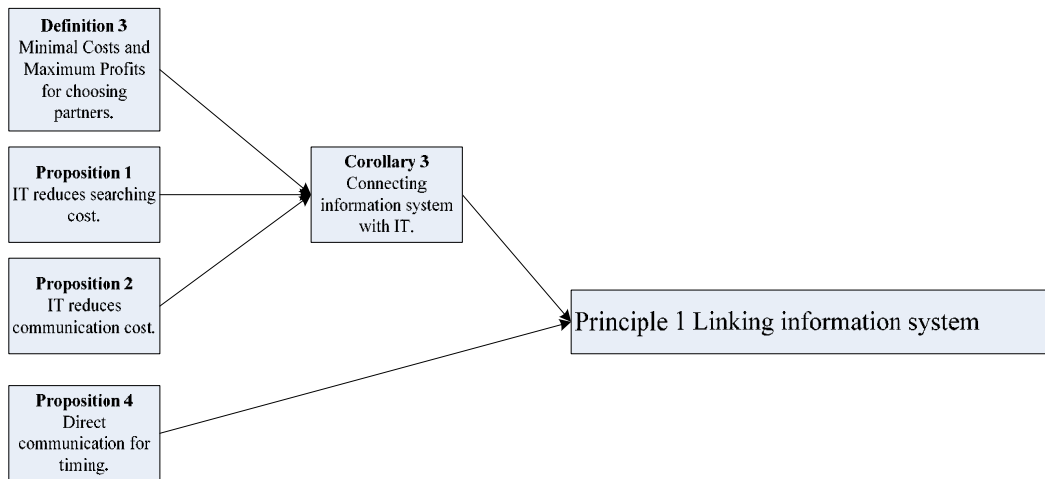 Definition 3
Minimal Costs and
Maximum Profits
for choosing
partners.
Proposition 1
IT reduces searching
cost.
Proposition 2
IT reduces
communication cost.
Proposition 4
Direct
communication for
timing.
Corollary 3
Connecting
information system
with IT.
Principle 1 Linking information system